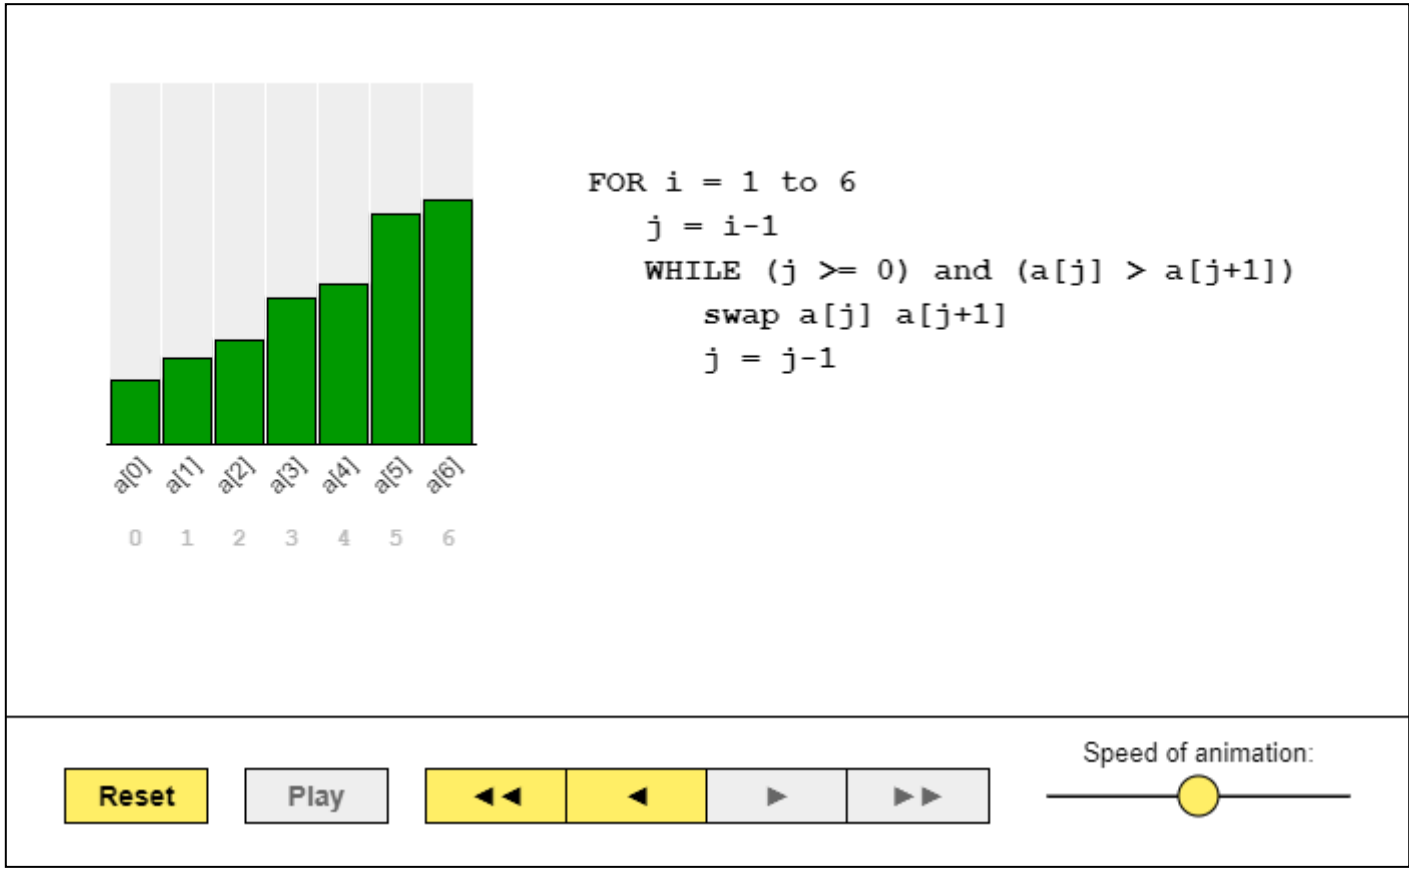 FOR i = 1 to 6
j = i-1
WHILE (j >= 0) and (a[j] > a[j+1])
swap a[j] a[j+1]
j = j-1
a[0] a[1] a[2] a[3] a[4] a[5] a[6]
0 1 2 3 4 5 6
Speed of animation:
Reset Play